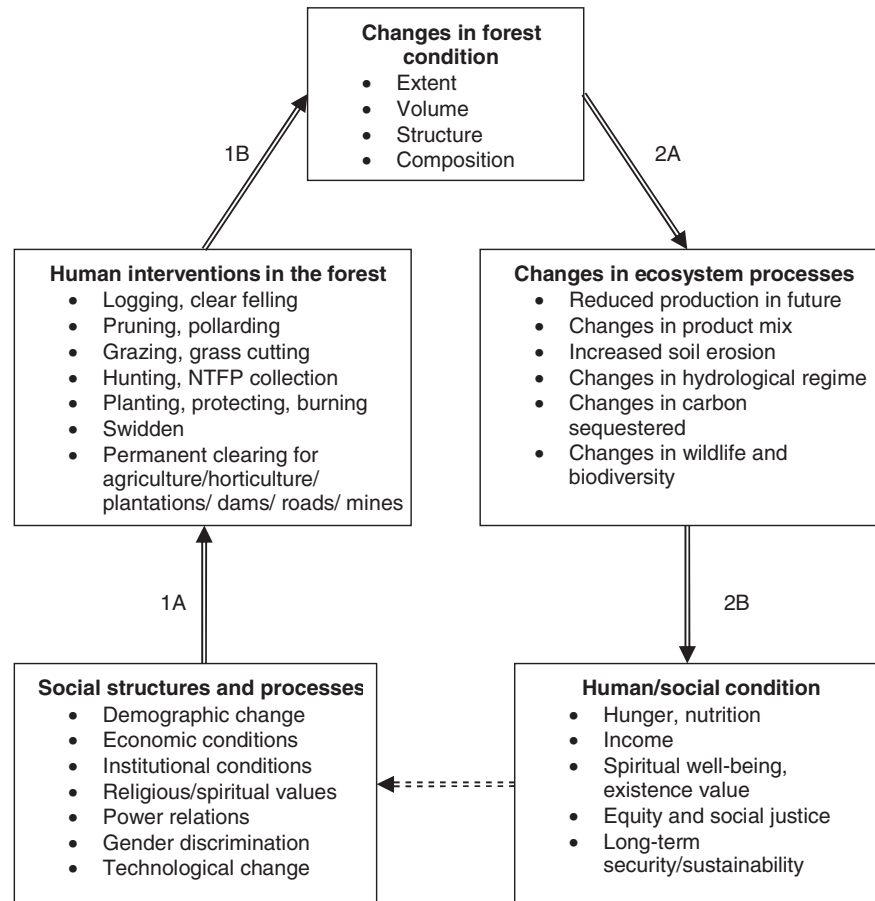 Changes in forest
condition
• Extent
• Volume
• Structure
• Composition
1B
2A
Human interventions in the forest
• Logging, clear felling
• Pruning, pollarding
• Grazing, grass cutting
• Hunting, NTFP collection
• Planting, protecting, burning
• Swidden
• Permanent clearing for
agriculture/horticulture/
plantations/ dams/ roads/ mines
Changes in ecosystem processes
• Reduced production in future
• Changes in product mix
• Increased soil erosion
• Changes in hydrological regime
• Changes in carbon
sequestered
• Changes in wildlife and
biodiversity
1A
2B
Social structures and processes
• Demographic change
• Economic conditions
• Institutional conditions
• Religious/spiritual values
• Power relations
• Gender discrimination
• Technological change
Human/social condition
• Hunger, nutrition
• Income
• Spiritual well-being,
existence value
• Equity and social justice
• Long-term
security/sustainability